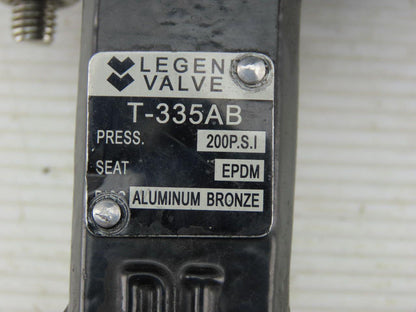 LEGEN
VALVE
T-335AB
PRESS. 200P.S.I
SEAT EPDM
ALUMINUM BRONZE